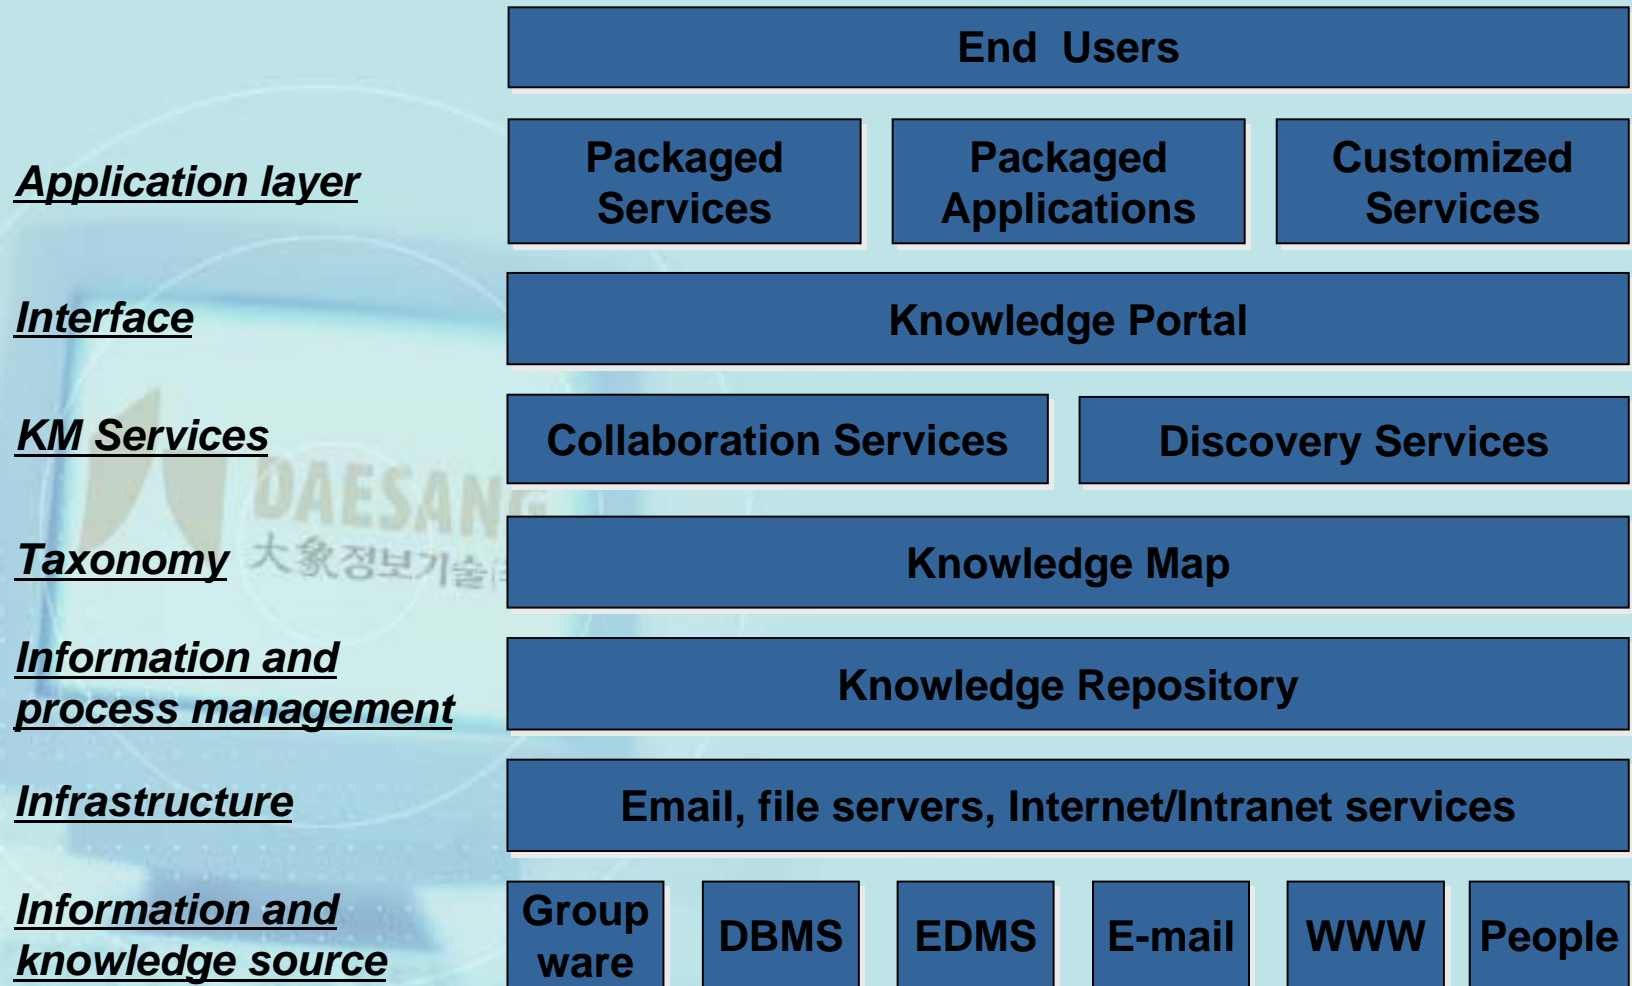 End Users
Application layer
Packaged
Services
Packaged
Applications
Customized
Services
Interface
Knowledge Portal
KM Services
Collaboration Services
Discovery Services
DAESANG
大象정보기술
Taxonomy
Knowledge Map
Information and
process management
Knowledge Repository
Infrastructure
Email, file servers, Internet/Intranet services
Information and
knowledge source
Group
ware
DBMS
EDMS
E-mail
WWW
People